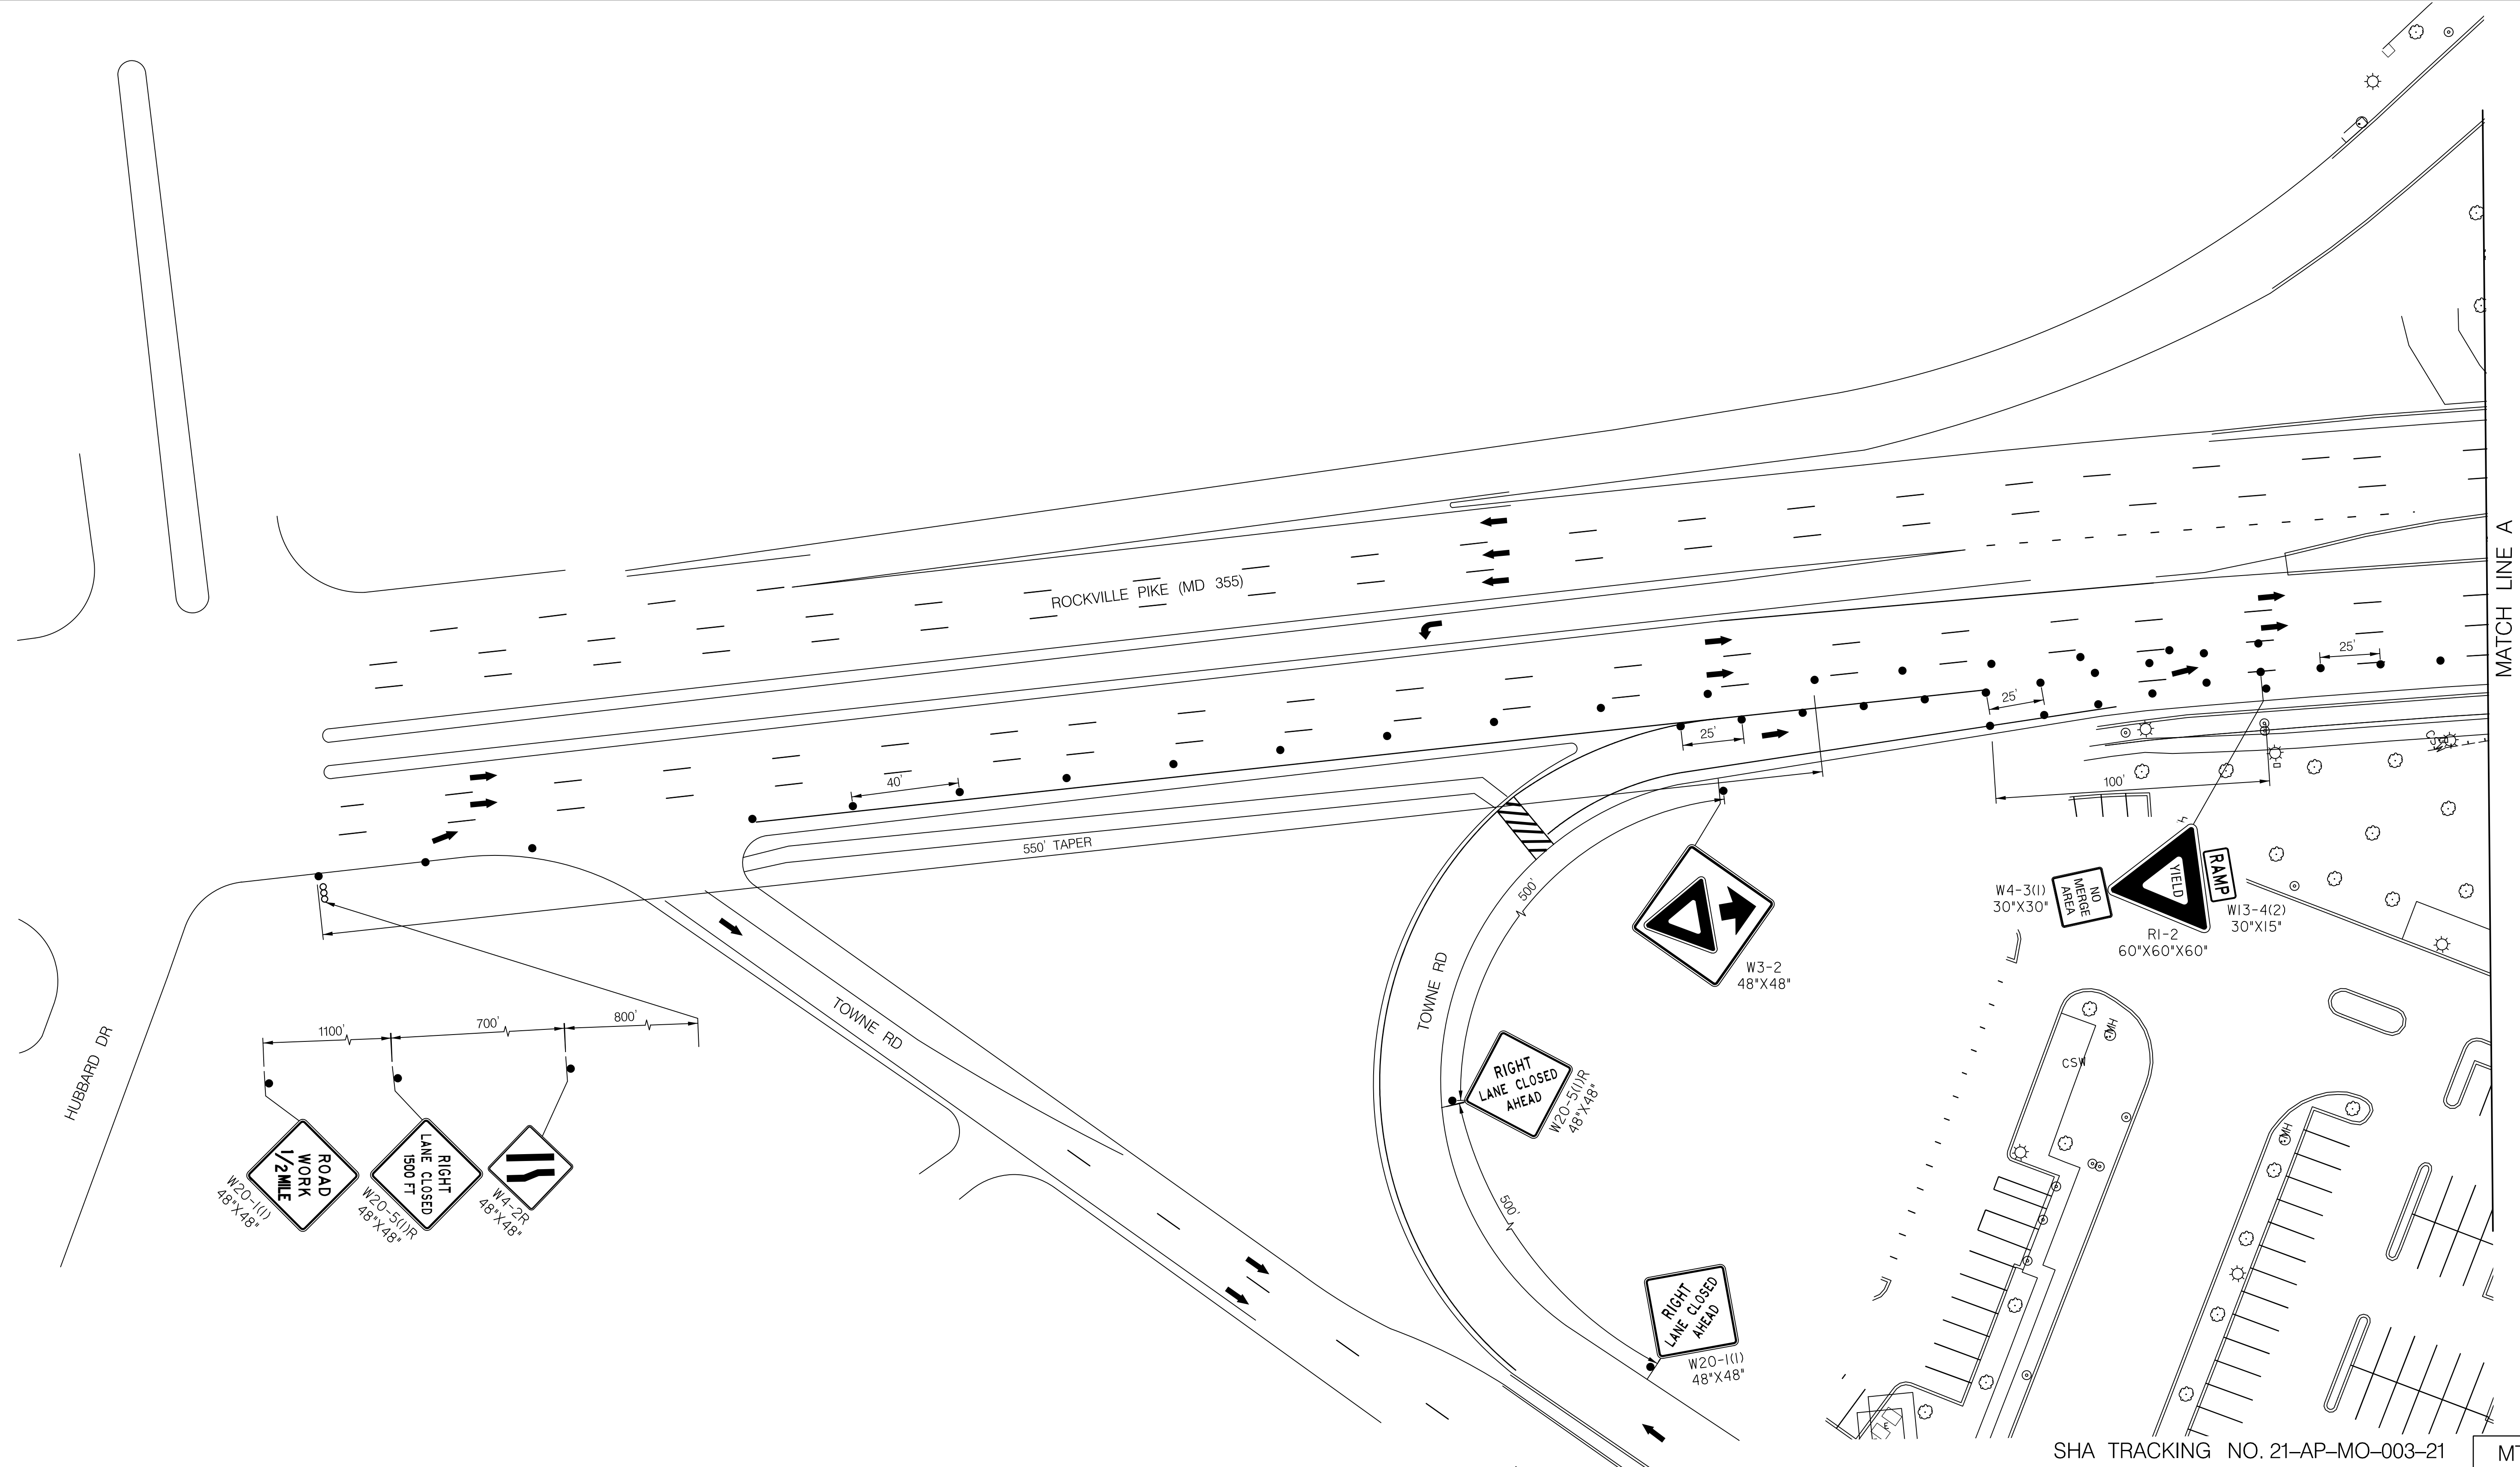 ROCKVILLE PIKE (MD 355)
MATCH LINE A
25'
25'
25'
40'
100'
550' TAPER
500'
TOWNE RD
W3-2
48"X48"
W4-3(1)
30"X30"
NO
MERGE
AREA
YIELD
RAMP
W13-4(2)
30"X15"
R1-2
60"X60"X60"
CSW
TOWNE RD
RIGHT
LANE CLOSED
AHEAD
W20-5(1)R
48"X48"
500'
RIGHT
LANE CLOSED
AHEAD
W20-1(1)
48"X48"
HUBBARD DR
1100'
700'
800'
ROAD
WORK
1/2 MILE
W20-1(1)
48"X48"
RIGHT
LANE CLOSED
1500 FT
W20-5(1)R
48"X48"
W4-2R
48"X48"
MH
CSW
MH
E
SHA TRACKING NO. 21-AP-MO-003-21